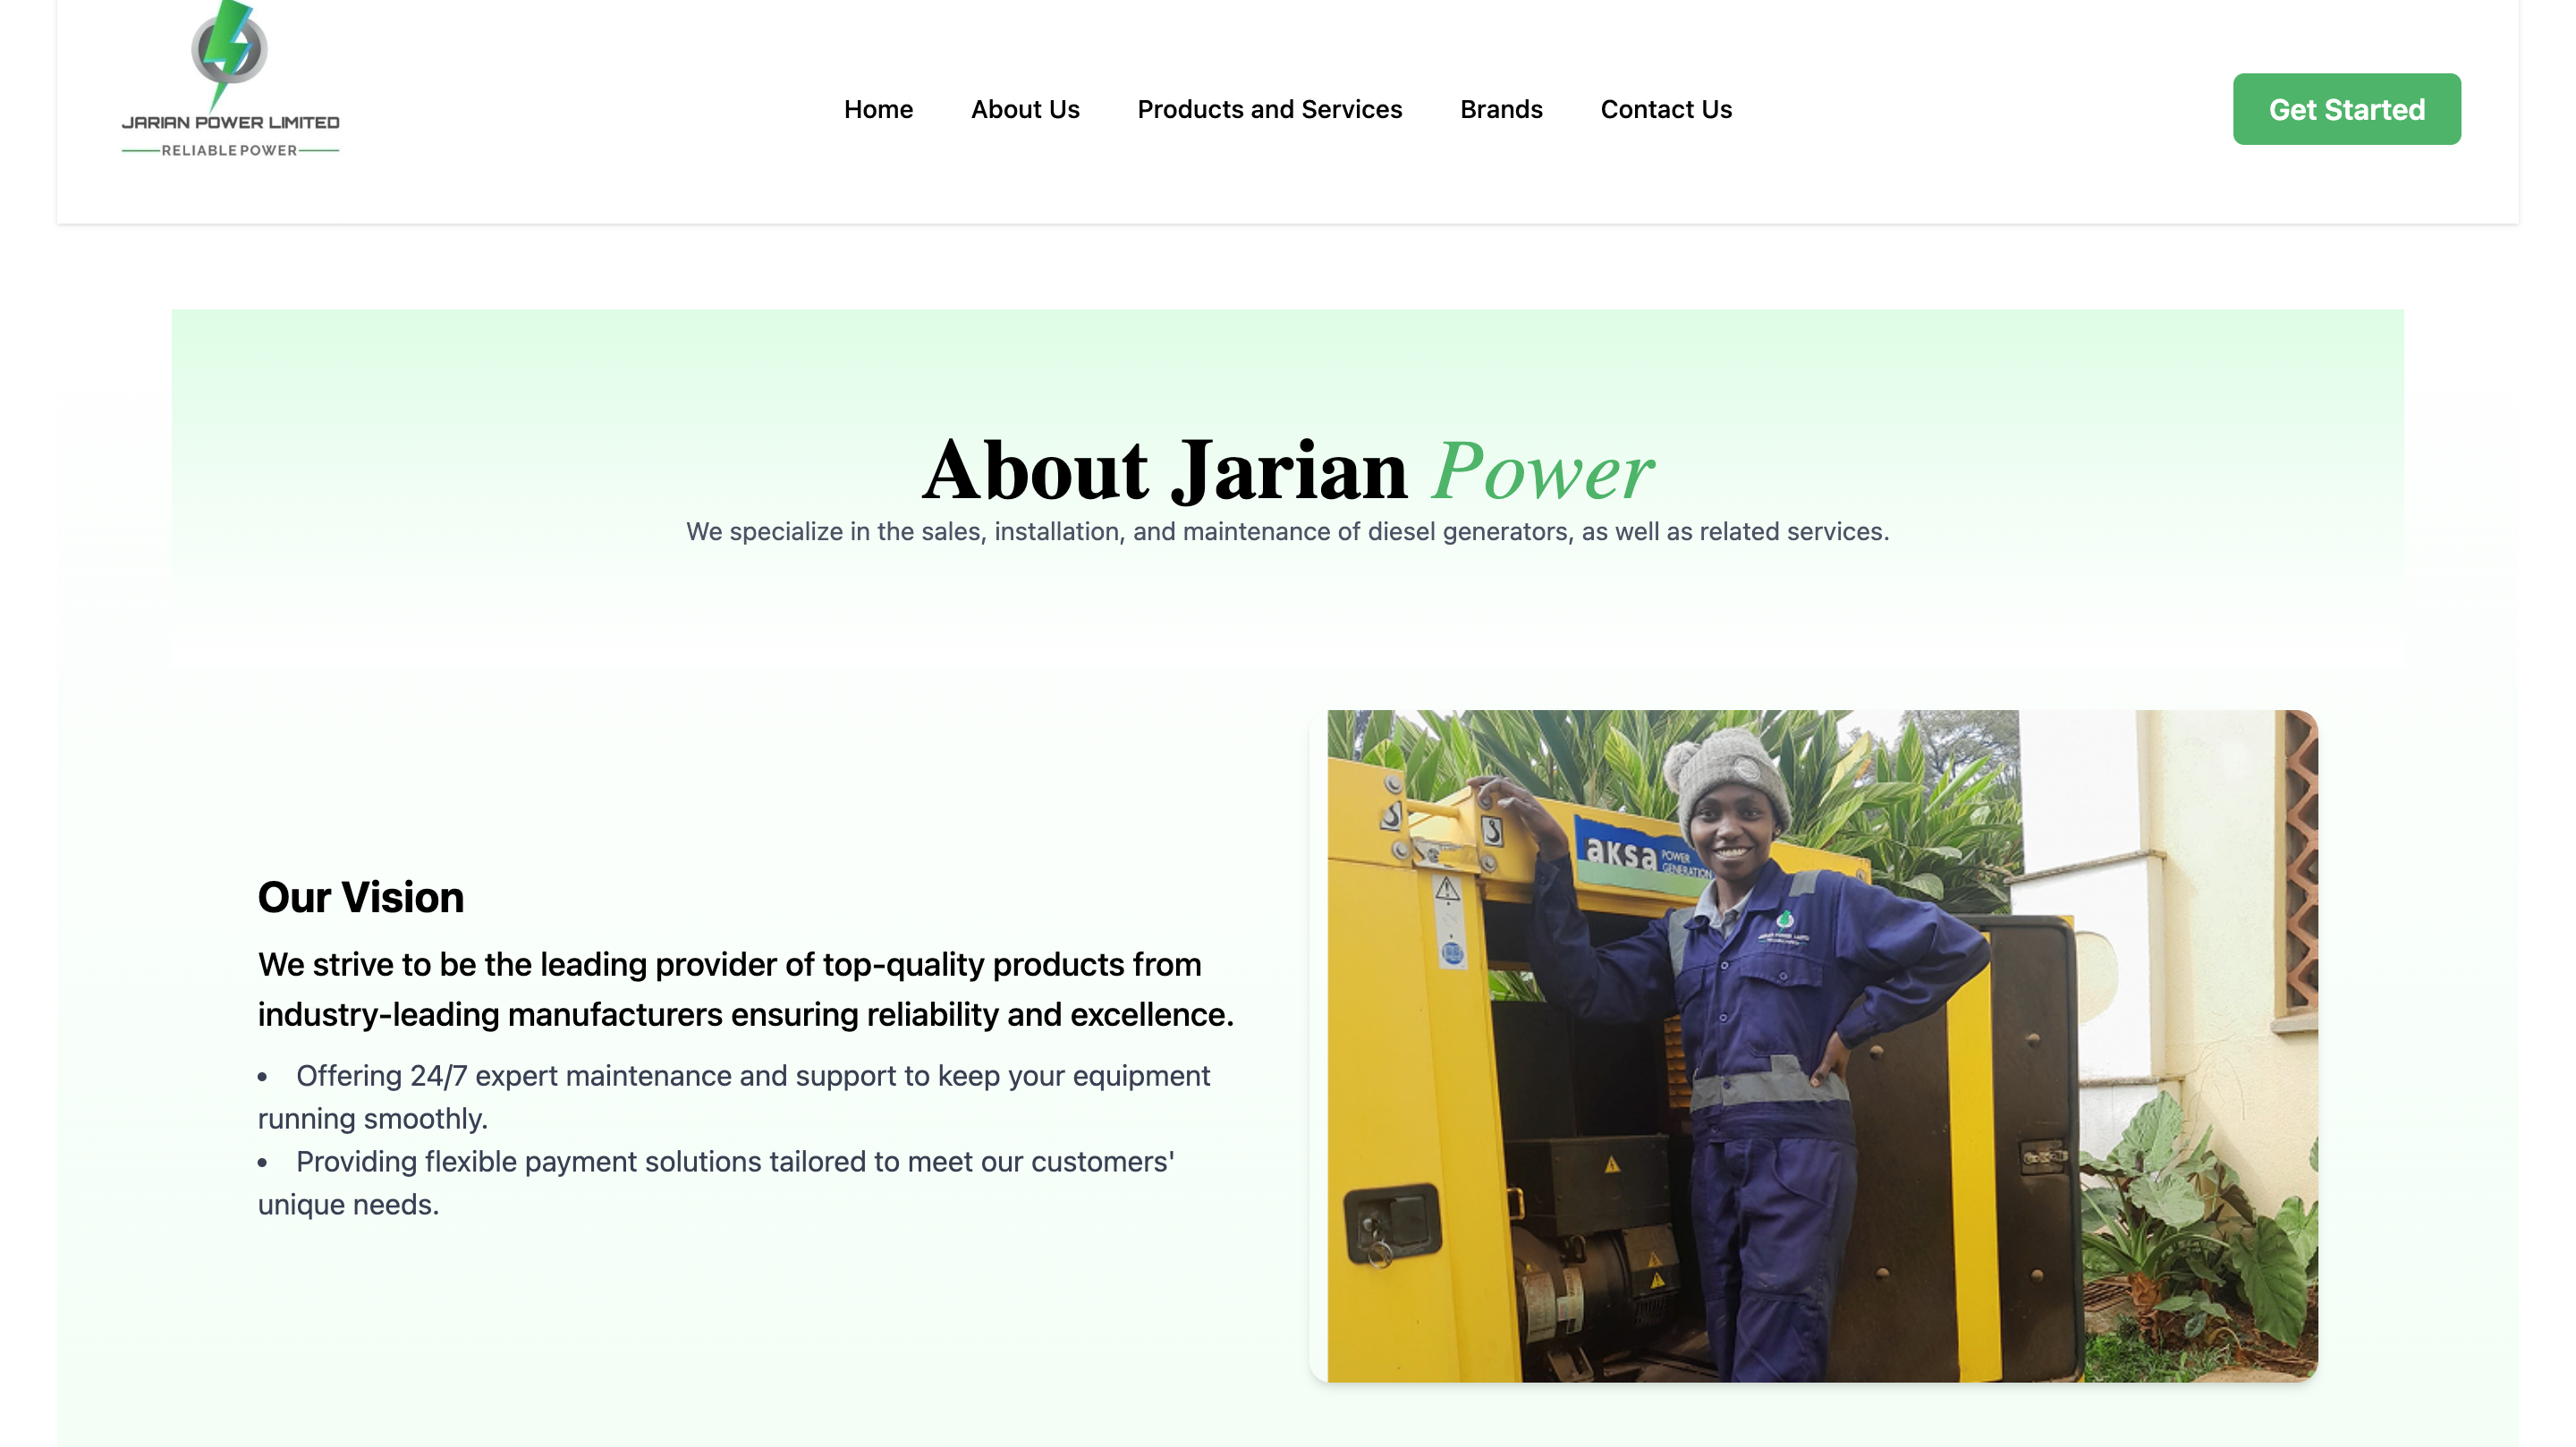 JARIAN POWER LIMITED
RELIABLE POWER
Home
About Us
Products and Services
Brands
Contact Us
Get Started
About Jarian Power
We specialize in the sales, installation, and maintenance of diesel generators, as well as related services.
Our Vision
We strive to be the leading provider of top-quality products from
industry-leading manufacturers ensuring reliability and excellence.
• Offering 24/7 expert maintenance and support to keep your equipment
running smoothly.
• Providing flexible payment solutions tailored to meet our customers'
unique needs.
aksa POWER
GENERATION